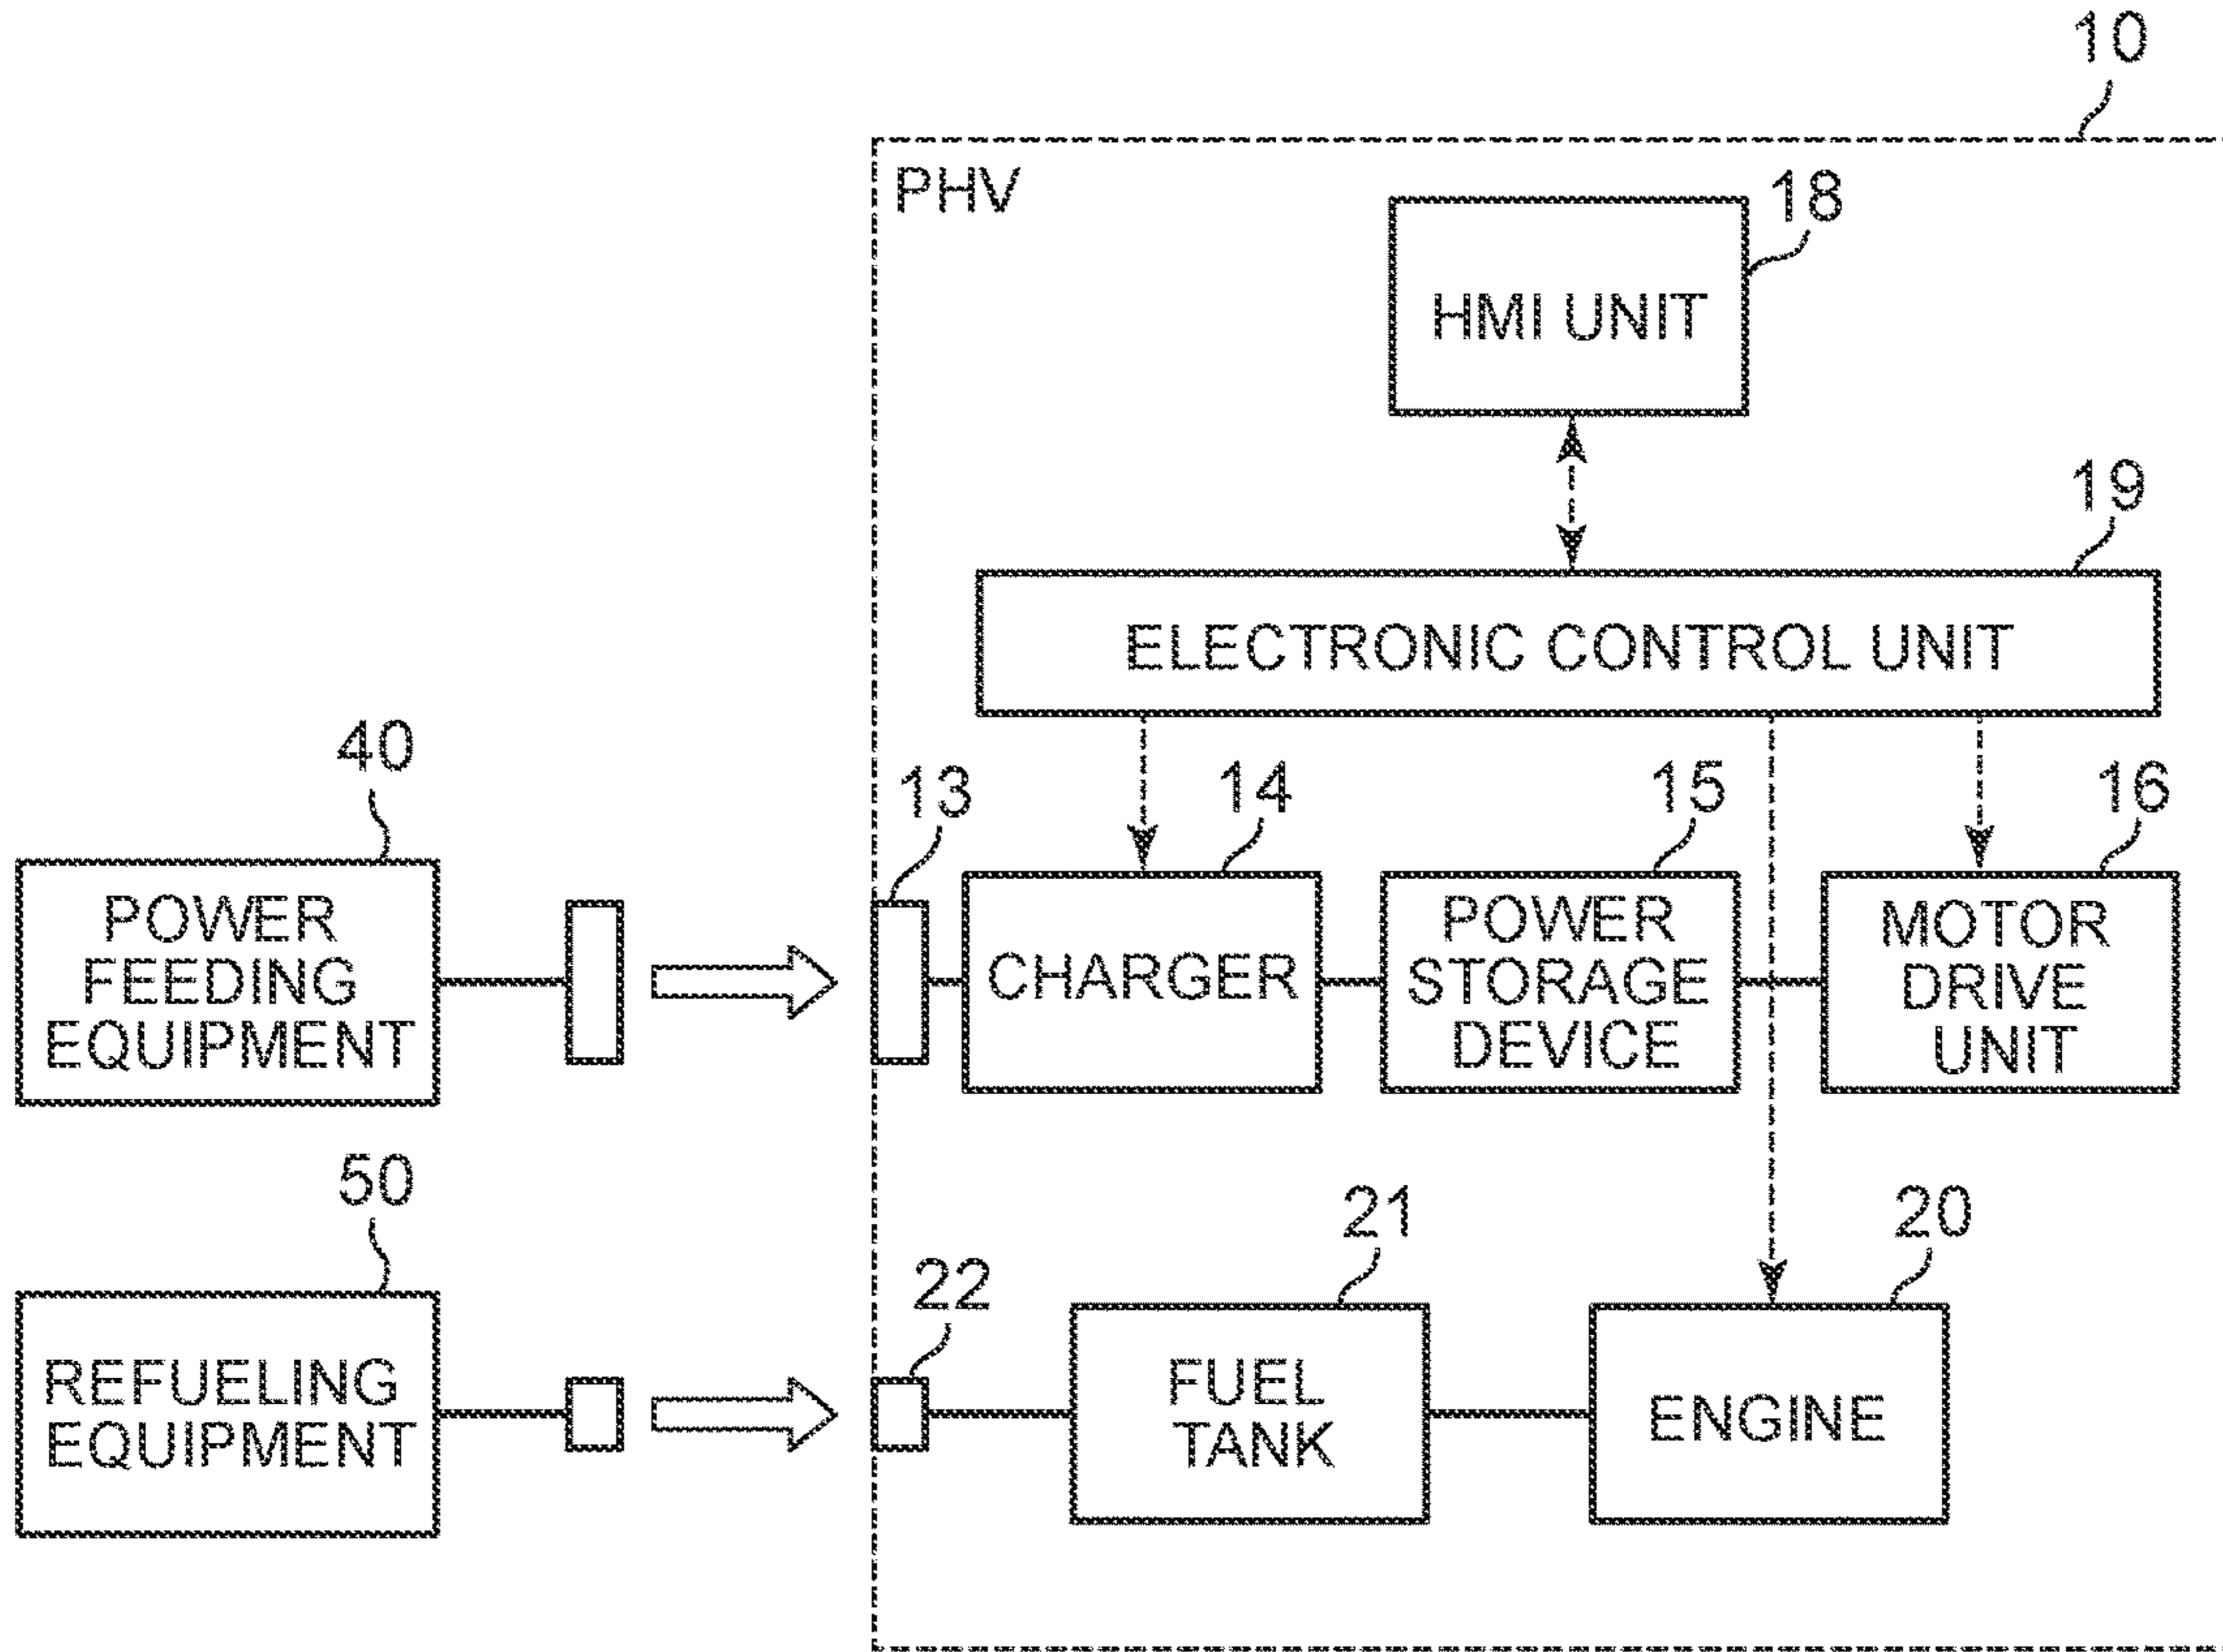 10
PHV
18
HMI UNIT
19
ELECTRONIC CONTROL UNIT
40
13
14
15
16
POWER
FEEDING
EQUIPMENT
CHARGER
POWER
STORAGE
DEVICE
MOTOR
DRIVE
UNIT
50
22
21
20
REFUELING
EQUIPMENT
FUEL
TANK
ENGINE